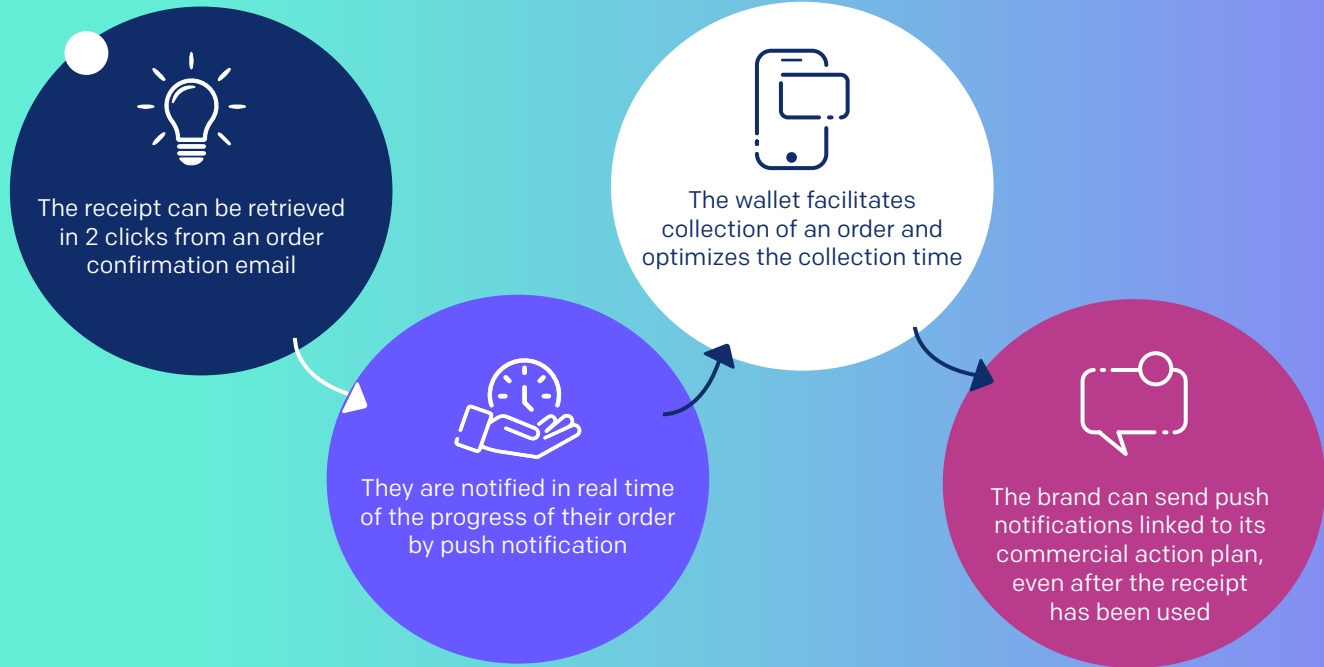 The receipt can be retrieved
in 2 clicks from an order
confirmation email
They are notified in real time
of the progress of their order
by push notification
The wallet facilitates
collection of an order and
optimizes the collection time
The brand can send push
notifications linked to its
commercial action plan,
even after the receipt
has been used